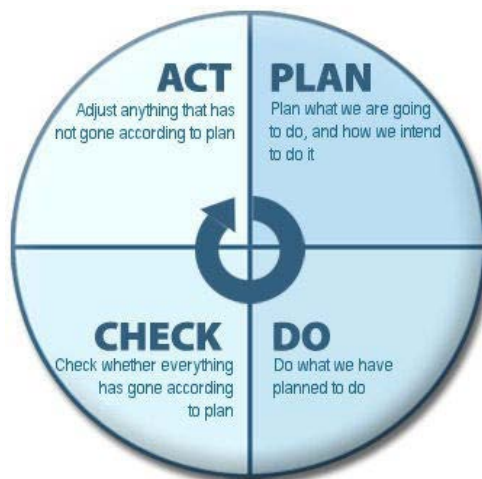 ACT
Adjust anything that has
not gone according to plan
PLAN
Plan what we are going
to do, and how we intend
to do it
CHECK
Check whether everything
has gone according
to plan
DO
Do what we have
planned to do